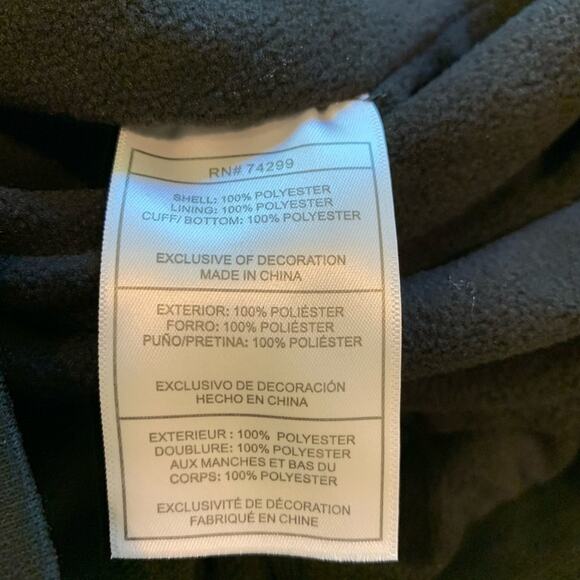 RN# 74299
SHELL: 100% POLYESTER
LINING: 100% POLYESTER
CUFF/ BOTTOM: 100% POLYESTER
EXCLUSIVE OF DECORATION
MADE IN CHINA
EXTERIOR: 100% POLIÉSTER
FORRO: 100% POLIÉSTER
PUÑO/PRETINA: 100% POLIÉSTER
EXCLUSIVO DE DECORACIÓN
HECHO EN CHINA
EXTERIEUR : 100% POLYESTER
DOUBLURE: 100% POLYESTER
AUX MANCHES ET BAS DU
CORPS: 100% POLYESTER
EXCLUSIVITÉ DE DÉCORATION
FABRIQUÉ EN CHINE